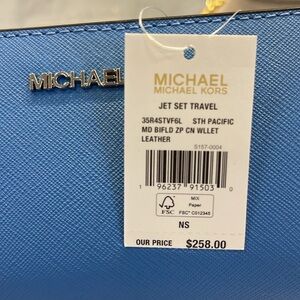 MICHAEL
MICHAEL
MICHAEL KORS
JET SET TRAVEL
35R4STVF6L STH PACIFIC
MD BIFLD ZP CN WLLET
LEATHER
S157-0004
1 96237 91503 0
FSC
MIX
Paper
FSC® C012345
NS
OUR PRICE $258.00